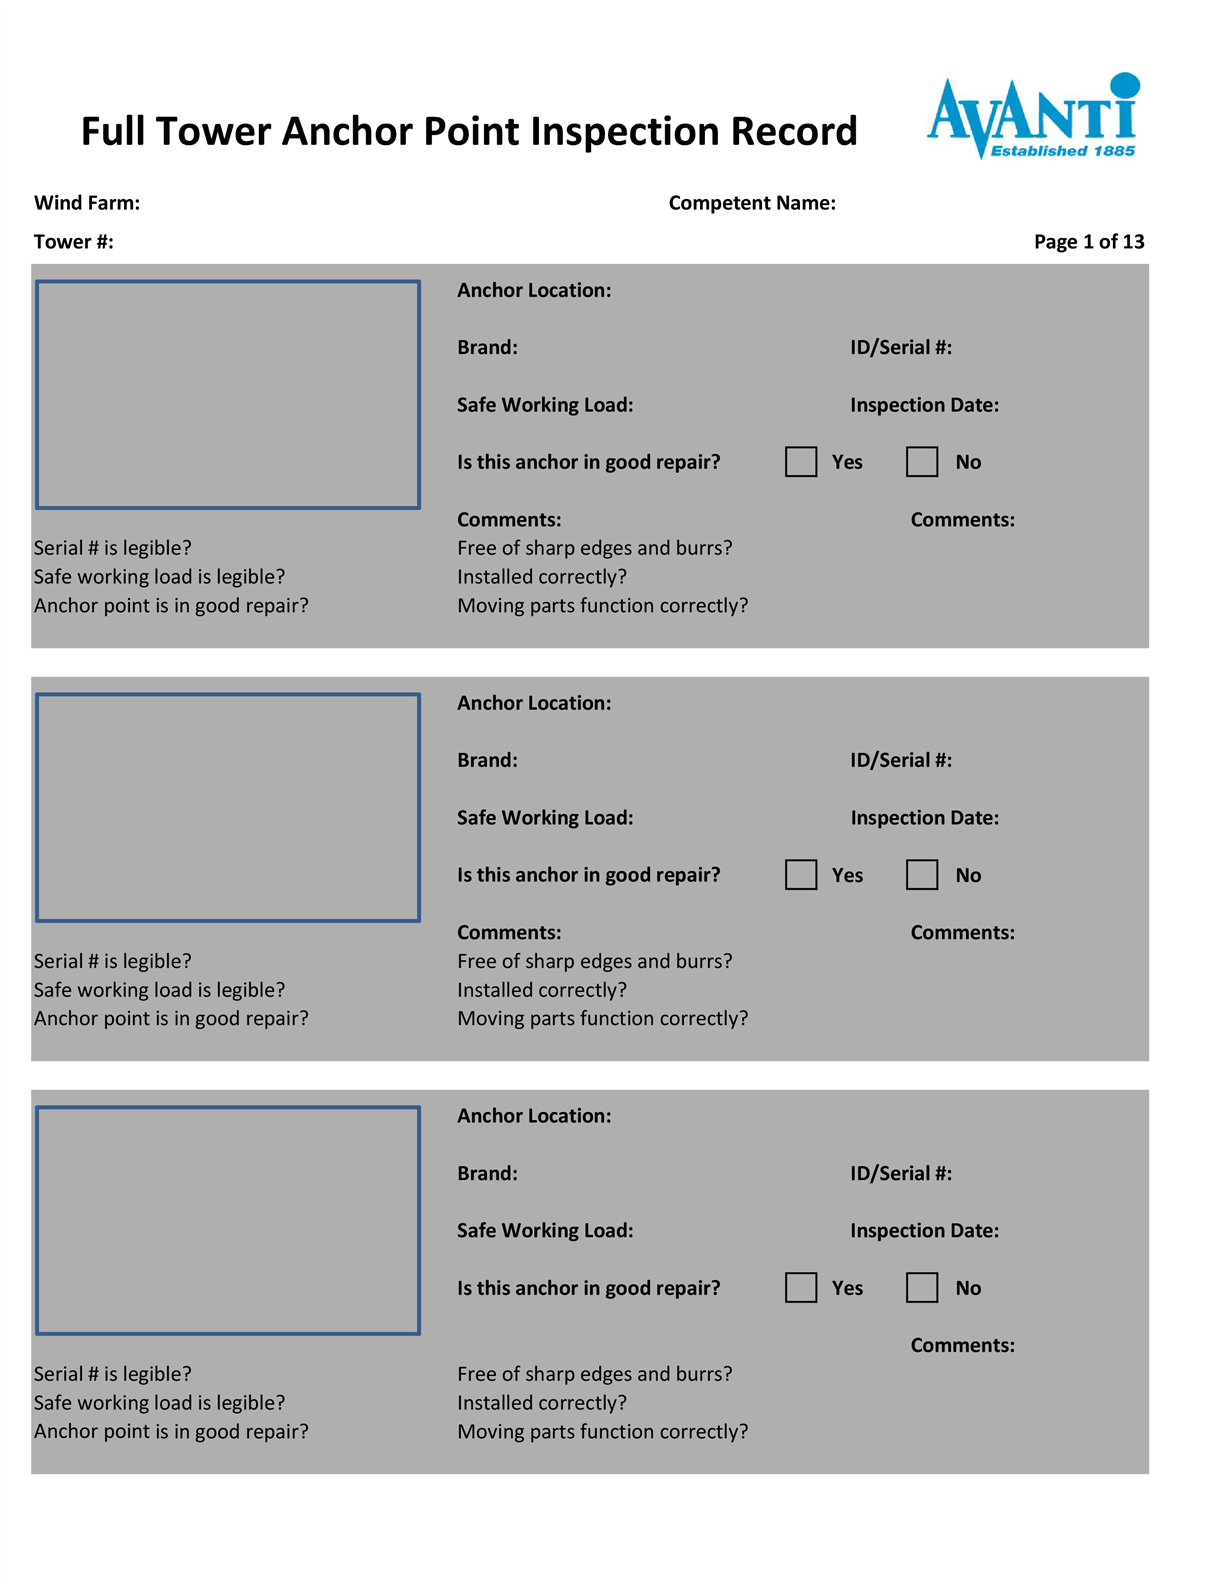 AVANTi
Established 1885
Full Tower Anchor Point Inspection Record
Wind Farm: Competent Name:
Tower #: Page 1 of 13
Anchor Location:
Brand: ID/Serial #:
Safe Working Load: Inspection Date:
Is this anchor in good repair? Yes No
Comments: Comments:
Serial # is legible? Free of sharp edges and burrs?
Safe working load is legible? Installed correctly?
Anchor point is in good repair? Moving parts function correctly?
Anchor Location:
Brand: ID/Serial #:
Safe Working Load: Inspection Date:
Is this anchor in good repair? Yes No
Comments: Comments:
Serial # is legible? Free of sharp edges and burrs?
Safe working load is legible? Installed correctly?
Anchor point is in good repair? Moving parts function correctly?
Anchor Location:
Brand: ID/Serial #:
Safe Working Load: Inspection Date:
Is this anchor in good repair? Yes No
Comments:
Serial # is legible? Free of sharp edges and burrs?
Safe working load is legible? Installed correctly?
Anchor point is in good repair? Moving parts function correctly?